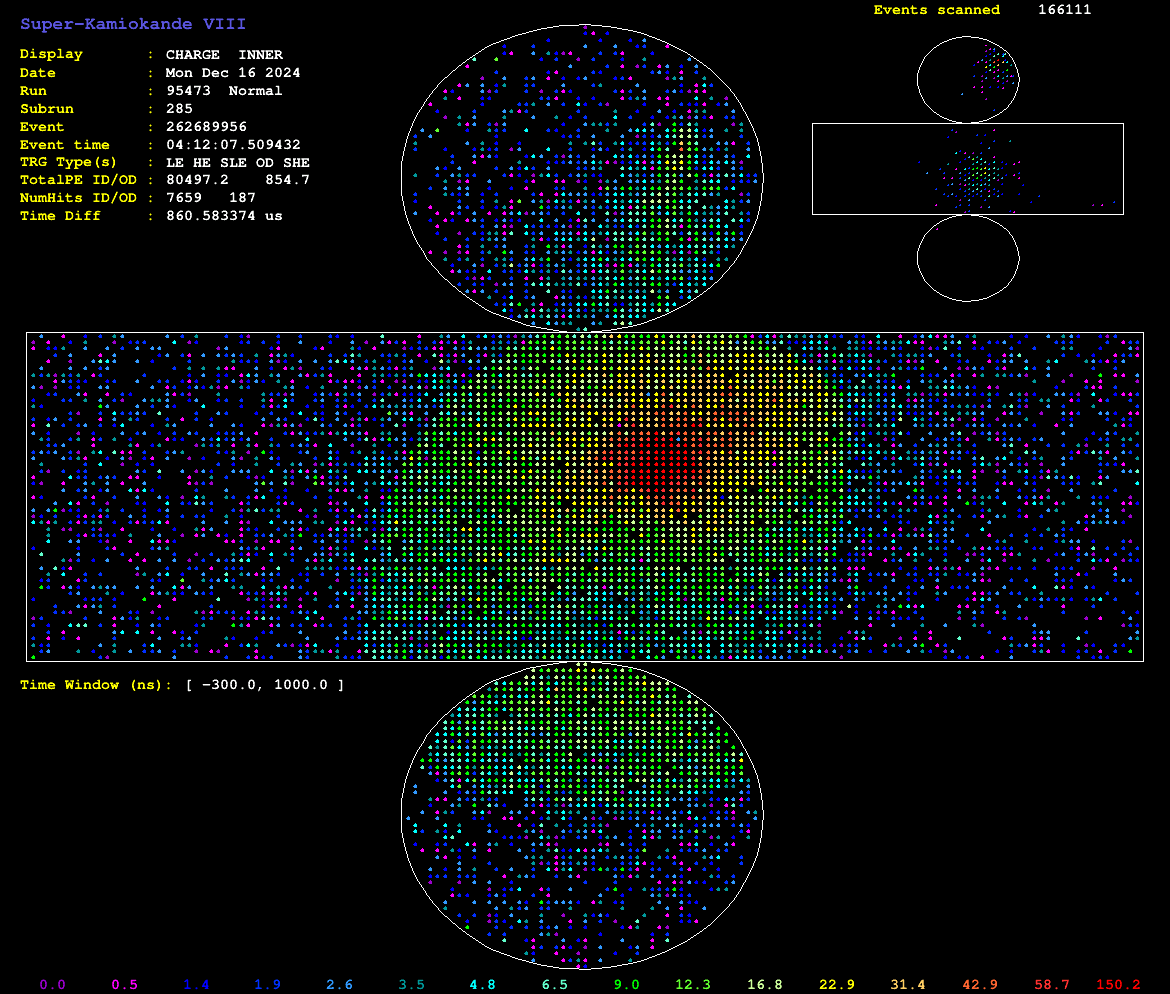 Super-Kamiokande VIII
Display : CHARGE INNER
Date : Mon Dec 16 2024
Run : 95473 Normal
Subrun : 285
Event : 262689956
Event time : 04:12:07.509432
TRG Type(s) : LE HE SLE OD SHE
TotalPE ID/OD : 80497.2 854.7
NumHits ID/OD : 7659 187
Time Diff : 860.583374 us
Events scanned 166111
Time Window (ns): [ -300.0, 1000.0 ]
0.0 0.5 1.4 1.9 2.6 3.5 4.8 6.5 9.0 12.3 16.8 22.9 31.4 42.9 58.7 150.2